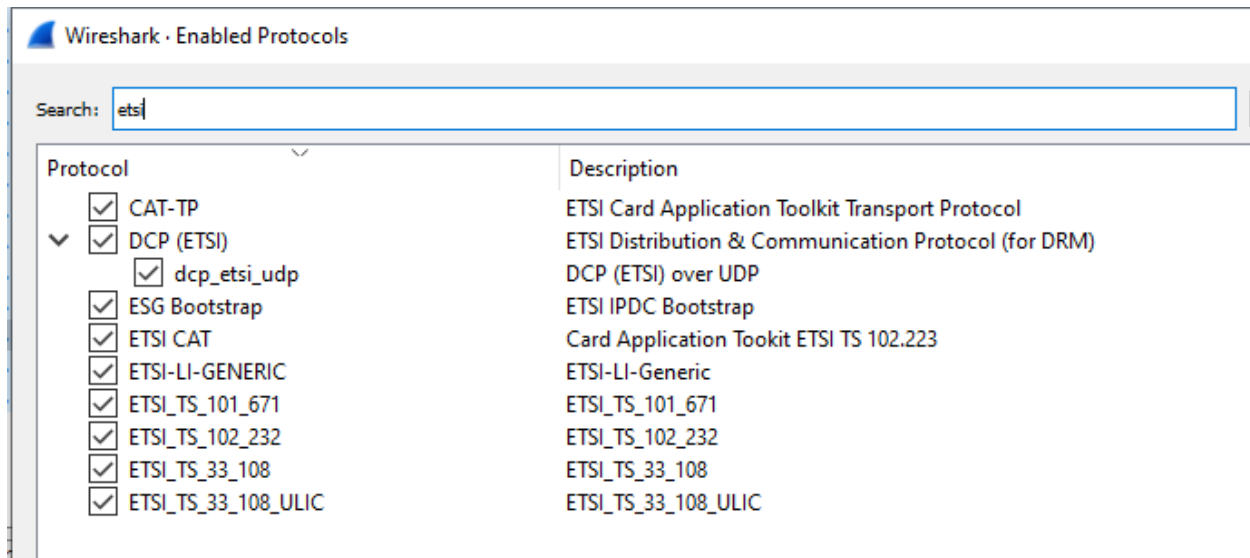 Wireshark · Enabled Protocols
Search: etsi
Protocol Description
CAT-TP ETSI Card Application Toolkit Transport Protocol
DCP (ETSI) ETSI Distribution & Communication Protocol (for DRM)
dcp_etsi_udp DCP (ETSI) over UDP
ESG Bootstrap ETSI IPDC Bootstrap
ETSI CAT Card Application Tookit ETSI TS 102.223
ETSI-LI-GENERIC ETSI-LI-Generic
ETSI_TS_101_671 ETSI_TS_101_671
ETSI_TS_102_232 ETSI_TS_102_232
ETSI_TS_33_108 ETSI_TS_33_108
ETSI_TS_33_108_ULIC ETSI_TS_33_108_ULIC